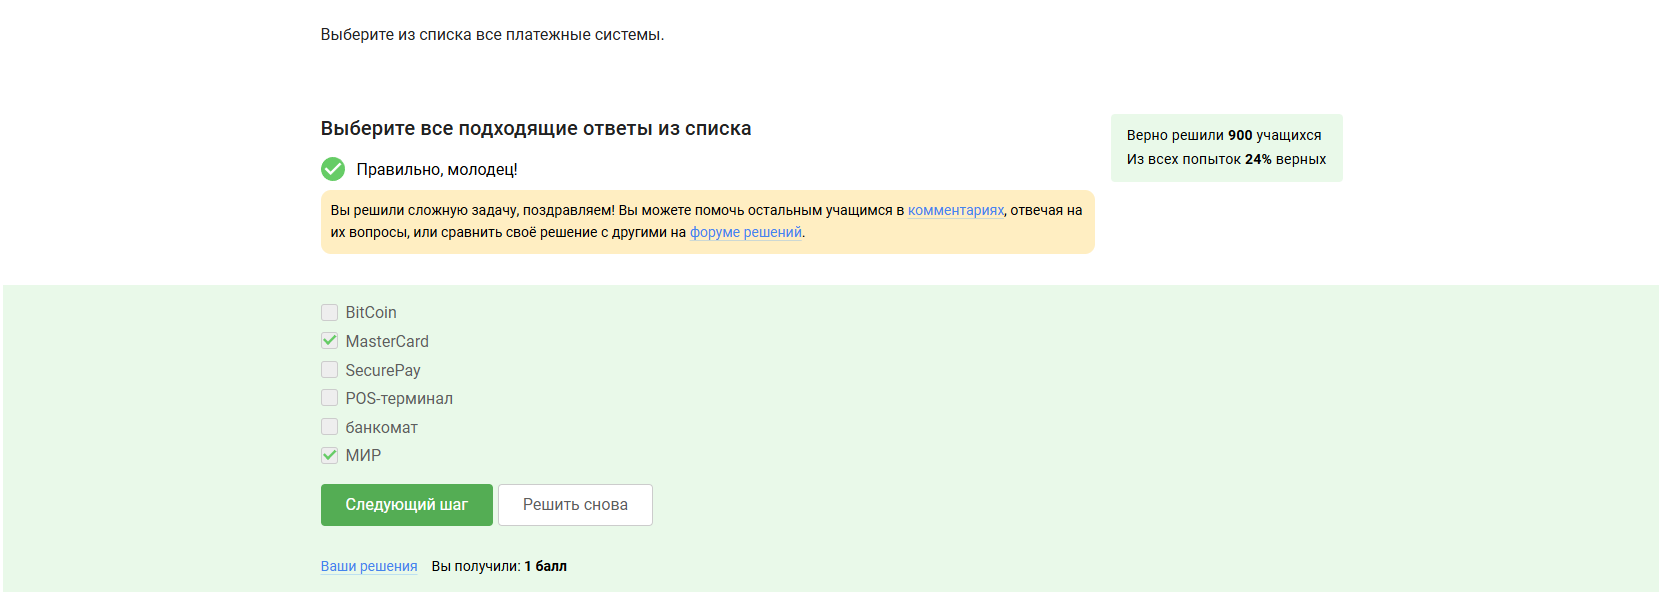 Выберите из списка все платежные системы.
Выберите все подходящие ответы из списка
Верно решили 900 учащихся
Из всех попыток 24% верных
Правильно, молодец!
Вы решили сложную задачу, поздравляем! Вы можете помочь остальным учащимся в комментариях, отвечая на
их вопросы, или сравнить своё решение с другими на форуме решений.
BitCoin
MasterCard
SecurePay
POS-терминал
банкомат
МИР
Следующий шаг Решить снова
Ваши решения Вы получили: 1 балл